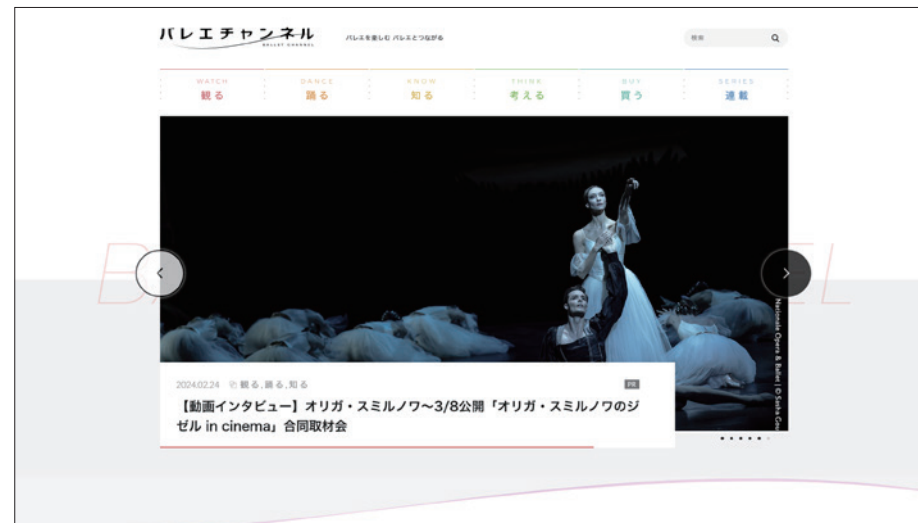 バレエチャンネル
BALLET CHANNEL
バレエを楽しむ バレエとつながる
検索
WATCH
観る
DANCE
踊る
KNOW
知る
THINK
考える
BUY
買う
SERIES
連載
Nationale Opera & Ballet | © Sasha Gou
2024.02.24 観る,踊る,知る
PR
【動画インタビュー】オリガ・スミルノワ〜3/8公開「オリガ・スミルノワのジ
ゼル in cinema」合同取材会